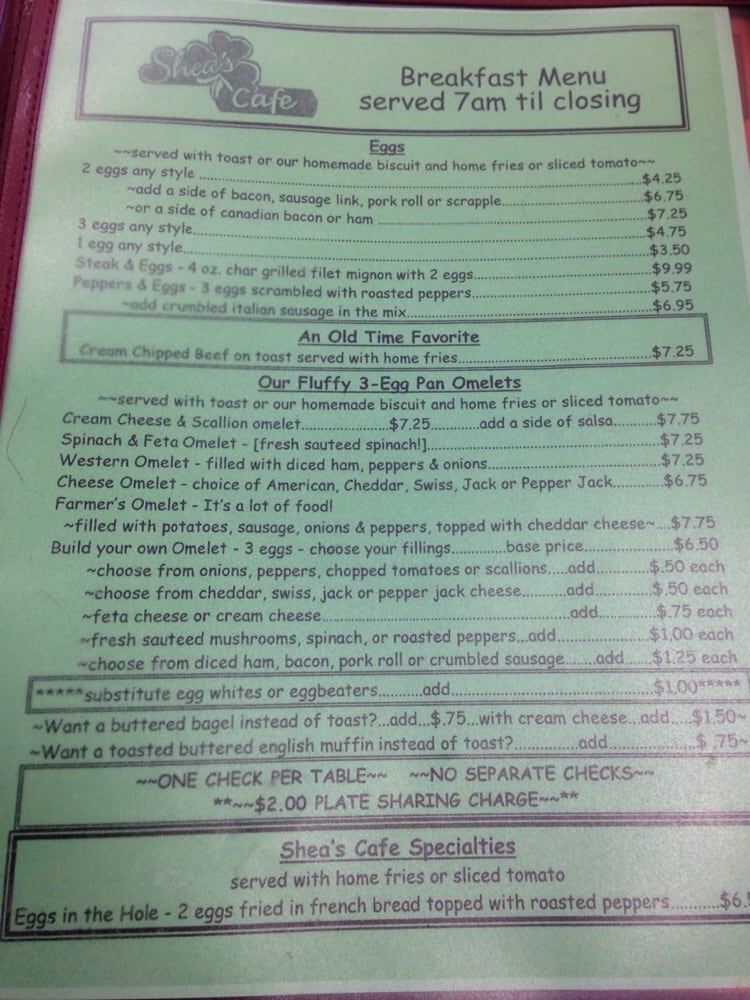 Shea's
Cafe
Breakfast Menu
served 7am til closing
Eggs
~~served with toast or our homemade biscuit and home fries or sliced tomato~~
2 eggs any style ................$4.25
~add a side of bacon, sausage link, pork roll or scrapple................$6.75
~or a side of canadian bacon or ham ................$7.25
3 eggs any style................$4.75
1 egg any style................$3.50
Steak & Eggs - 4 oz. char grilled filet mignon with 2 eggs................$9.99
Peppers & Eggs - 3 eggs scrambled with roasted peppers................$5.75
~add crumbled italian sausage in the mix................$6.95
An Old Time Favorite
Cream Chipped Beef on toast served with home fries................$7.25
Our Fluffy 3-Egg Pan Omelets
~~served with toast or our homemade biscuit and home fries or sliced tomato~~
Cream Cheese & Scallion omelet................$7.25...........add a side of salsa..........$7.75
Spinach & Feta Omelet - [fresh sauteed spinach!]................$7.25
Western Omelet - filled with diced ham, peppers & onions................$7.25
Cheese Omelet - choice of American, Cheddar, Swiss, Jack or Pepper Jack............$6.75
Farmer's Omelet - It's a lot of food!
~filled with potatoes, sausage, onions & peppers, topped with cheddar cheese~....$7.75
Build your own Omelet - 3 eggs - choose your fillings............base price................$6.50
~choose from onions, peppers, chopped tomatoes or scallions.....add...........$.50 each
~choose from cheddar, swiss, jack or pepper jack cheese..........add...........$.50 each
~feta cheese or cream cheese................add...........$.75 each
~fresh sauteed mushrooms, spinach, or roasted peppers...add............$1.00 each
~choose from diced ham, bacon, pork roll or crumbled sausage.......add......$1.25 each
*****substitute egg whites or eggbeaters..........add................$1.00*****
~Want a buttered bagel instead of toast?...add...$.75...with cream cheese...add....$1.50~
~Want a toasted buttered english muffin instead of toast?..............add................$ .75~
~~ONE CHECK PER TABLE~~ ~~NO SEPARATE CHECKS~~
**~~$2.00 PLATE SHARING CHARGE~~**
Shea's Cafe Specialties
served with home fries or sliced tomato
Eggs in the Hole - 2 eggs fried in french bread topped with roasted peppers...........$6.